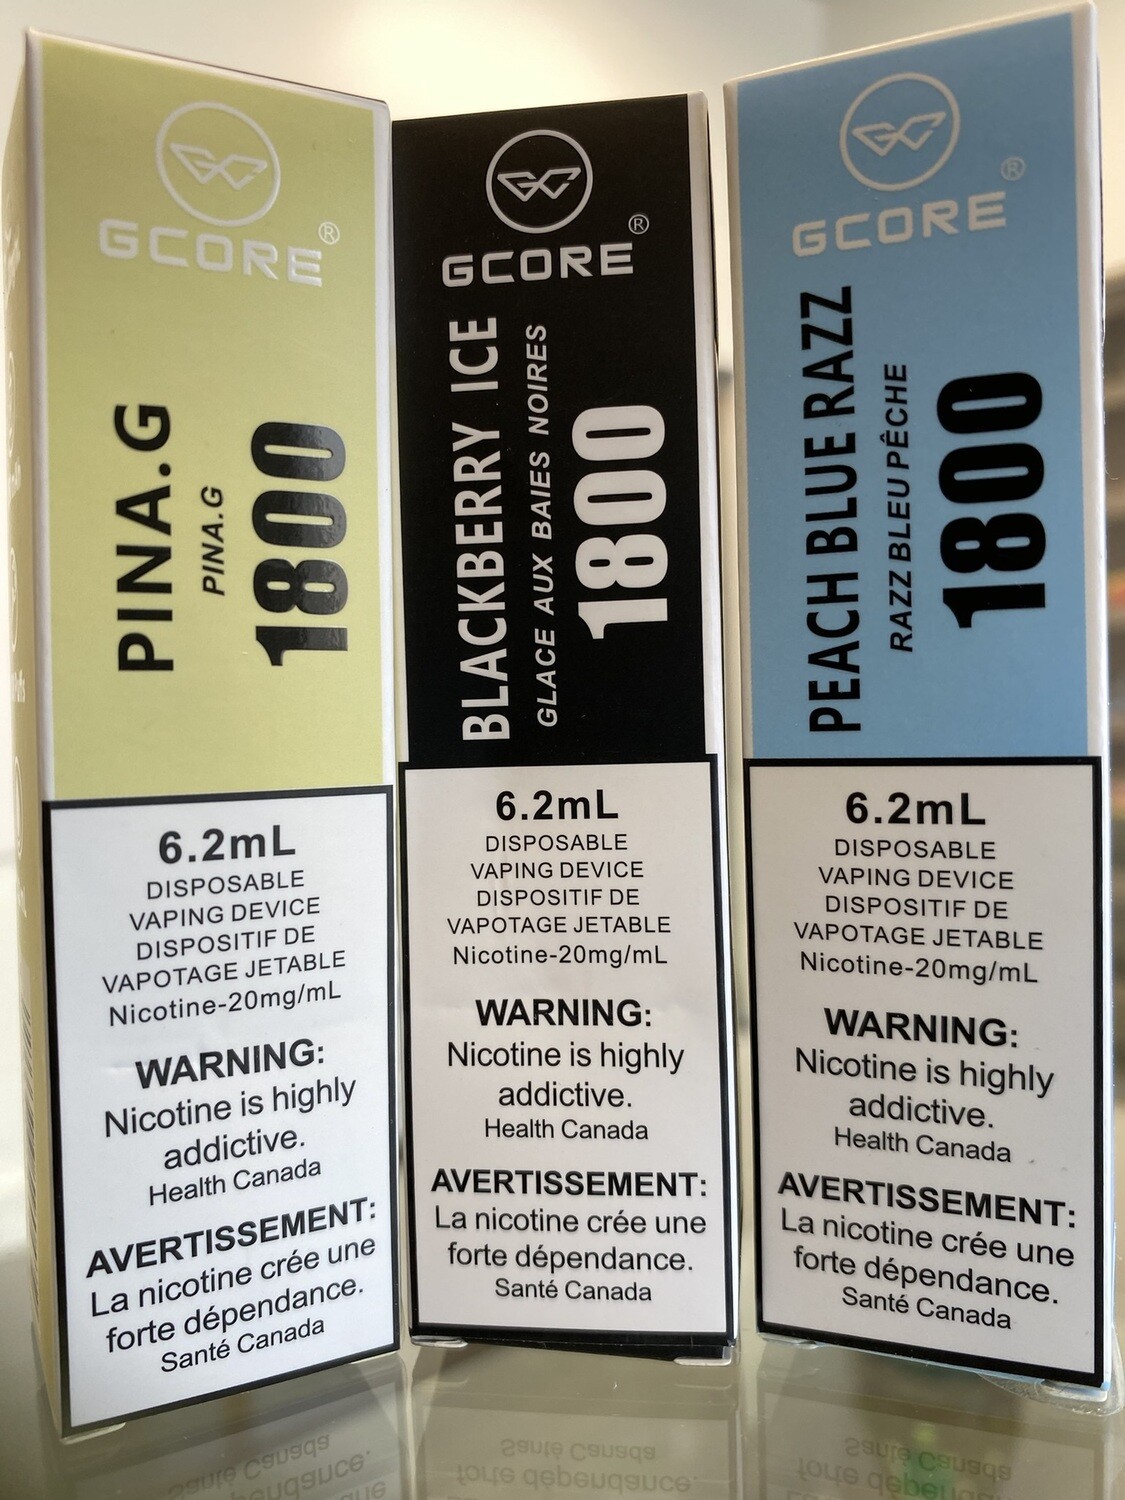 GCORE®
PINA.G
PINA.G
1800
6.2mL
DISPOSABLE
VAPING DEVICE
DISPOSITIF DE
VAPOTAGE JETABLE
Nicotine-20mg/mL
WARNING:
Nicotine is highly
addictive.
Health Canada
AVERTISSEMENT:
La nicotine crée une
forte dépendance.
Santé Canada
GCORE®
BLACKBERRY ICE
GLACE AUX BAIES NOIRES
1800
6.2mL
DISPOSABLE
VAPING DEVICE
DISPOSITIF DE
VAPOTAGE JETABLE
Nicotine-20mg/mL
WARNING:
Nicotine is highly
addictive.
Health Canada
AVERTISSEMENT:
La nicotine crée une
forte dépendance.
Santé Canada
GCORE®
PEACH BLUE RAZZ
RAZZ BLEU PÊCHE
1800
6.2mL
DISPOSABLE
VAPING DEVICE
DISPOSITIF DE
VAPOTAGE JETABLE
Nicotine-20mg/mL
WARNING:
Nicotine is highly
addictive.
Health Canada
AVERTISSEMENT:
La nicotine crée une
forte dépendance.
Santé Canada